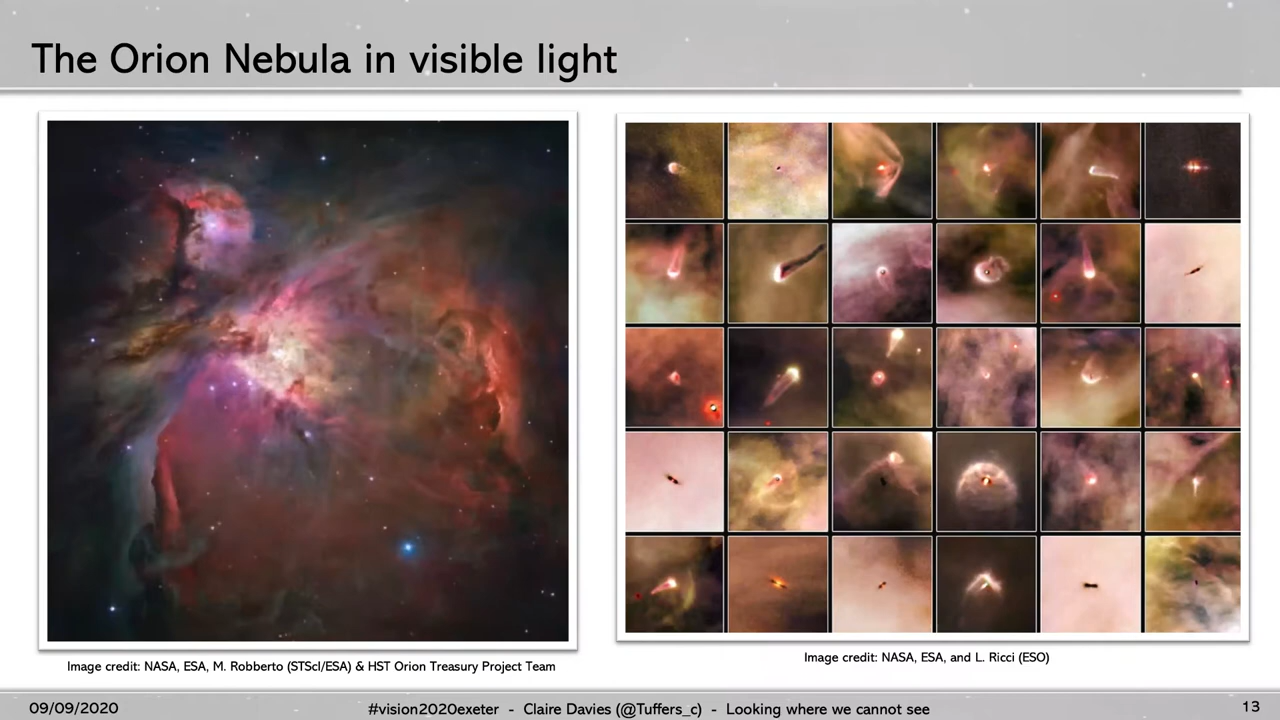 The Orion Nebula in visible light
Image credit: NASA, ESA, M. Robberto (STScI/ESA) & HST Orion Treasury Project Team
Image credit: NASA, ESA, and L. Ricci (ESO)
09/09/2020
#vision2020exeter - Claire Davies (@Tuffers_c) - Looking where we cannot see
13